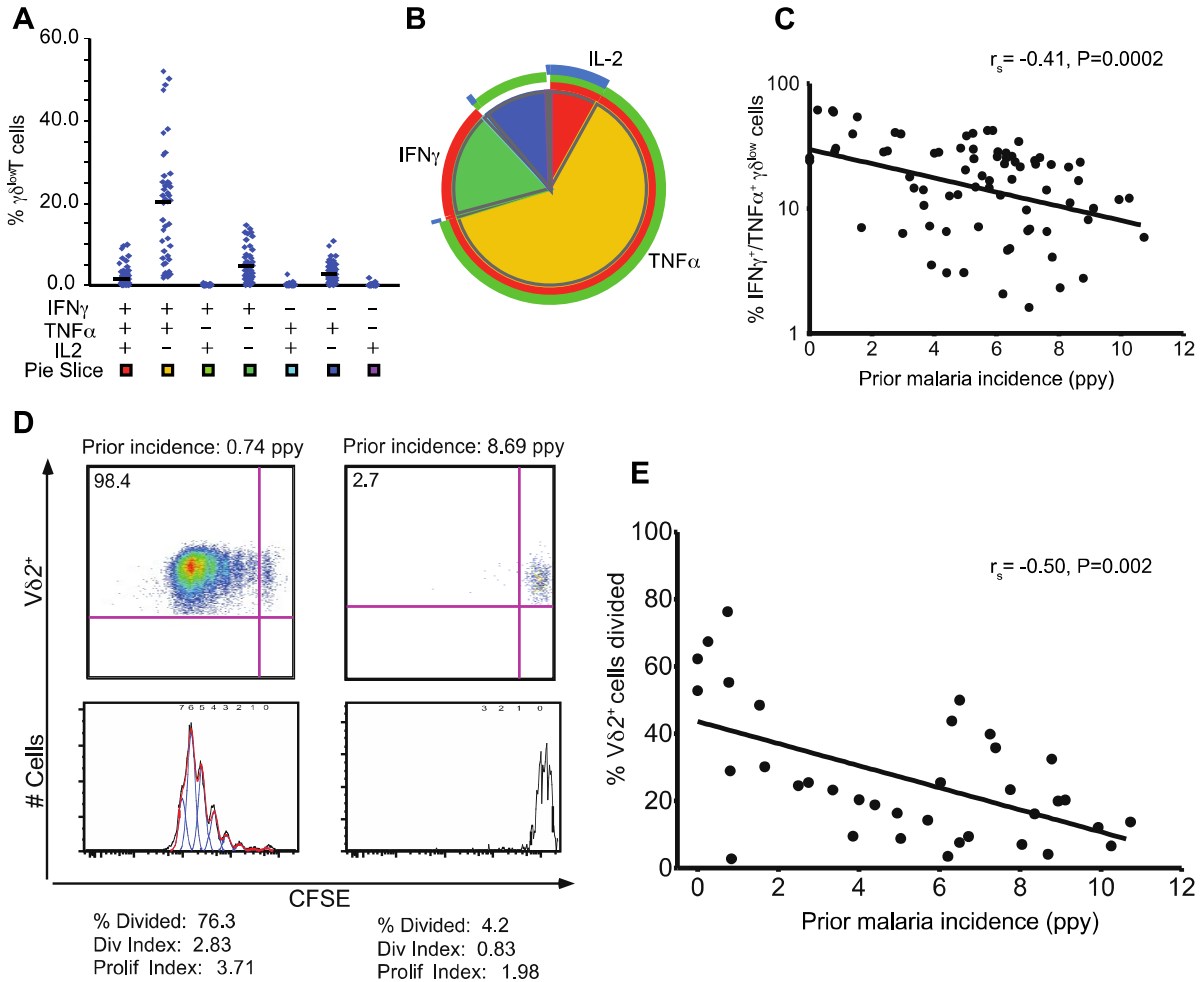 A
60.0
40.0
20.0
0.0
% γδlowT cells
IFNγ + + + + − − −
TNFα + + − − + + −
IL2 + − + − + − +
Pie Slice
B
IL-2
IFNγ
TNFα
C
rs= -0.41, P=0.0002
100
10
1
% IFNγ+/TNFα+ γδlow cells
0 2 4 6 8 10 12
Prior malaria incidence (ppy)
D
Prior incidence: 0.74 ppy
Prior incidence: 8.69 ppy
98.4
2.7
Vδ2+
7 6 5 4 3 2 1 0
3 2 1 0
# Cells
CFSE
% Divided: 76.3
Div Index: 2.83
Prolif Index: 3.71
% Divided: 4.2
Div Index: 0.83
Prolif Index: 1.98
E
rs= -0.50, P=0.002
100
80
60
40
20
0
% Vδ2+ cells divided
0 2 4 6 8 10 12
Prior malaria incidence (ppy)